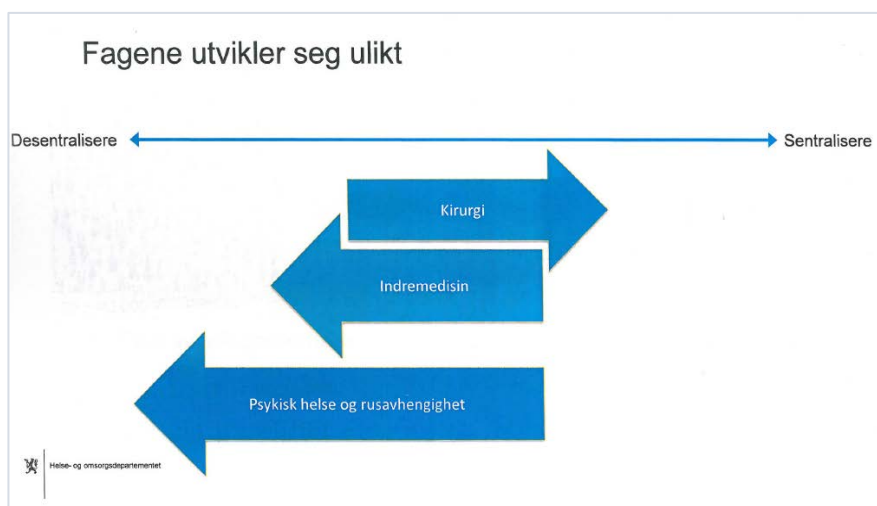 Fagene utvikler seg ulikt
Desentralisere
Sentralisere
Kirurgi
Indremedisin
Psykisk helse og rusavhengighet
Helse- og omsorgsdepartementet